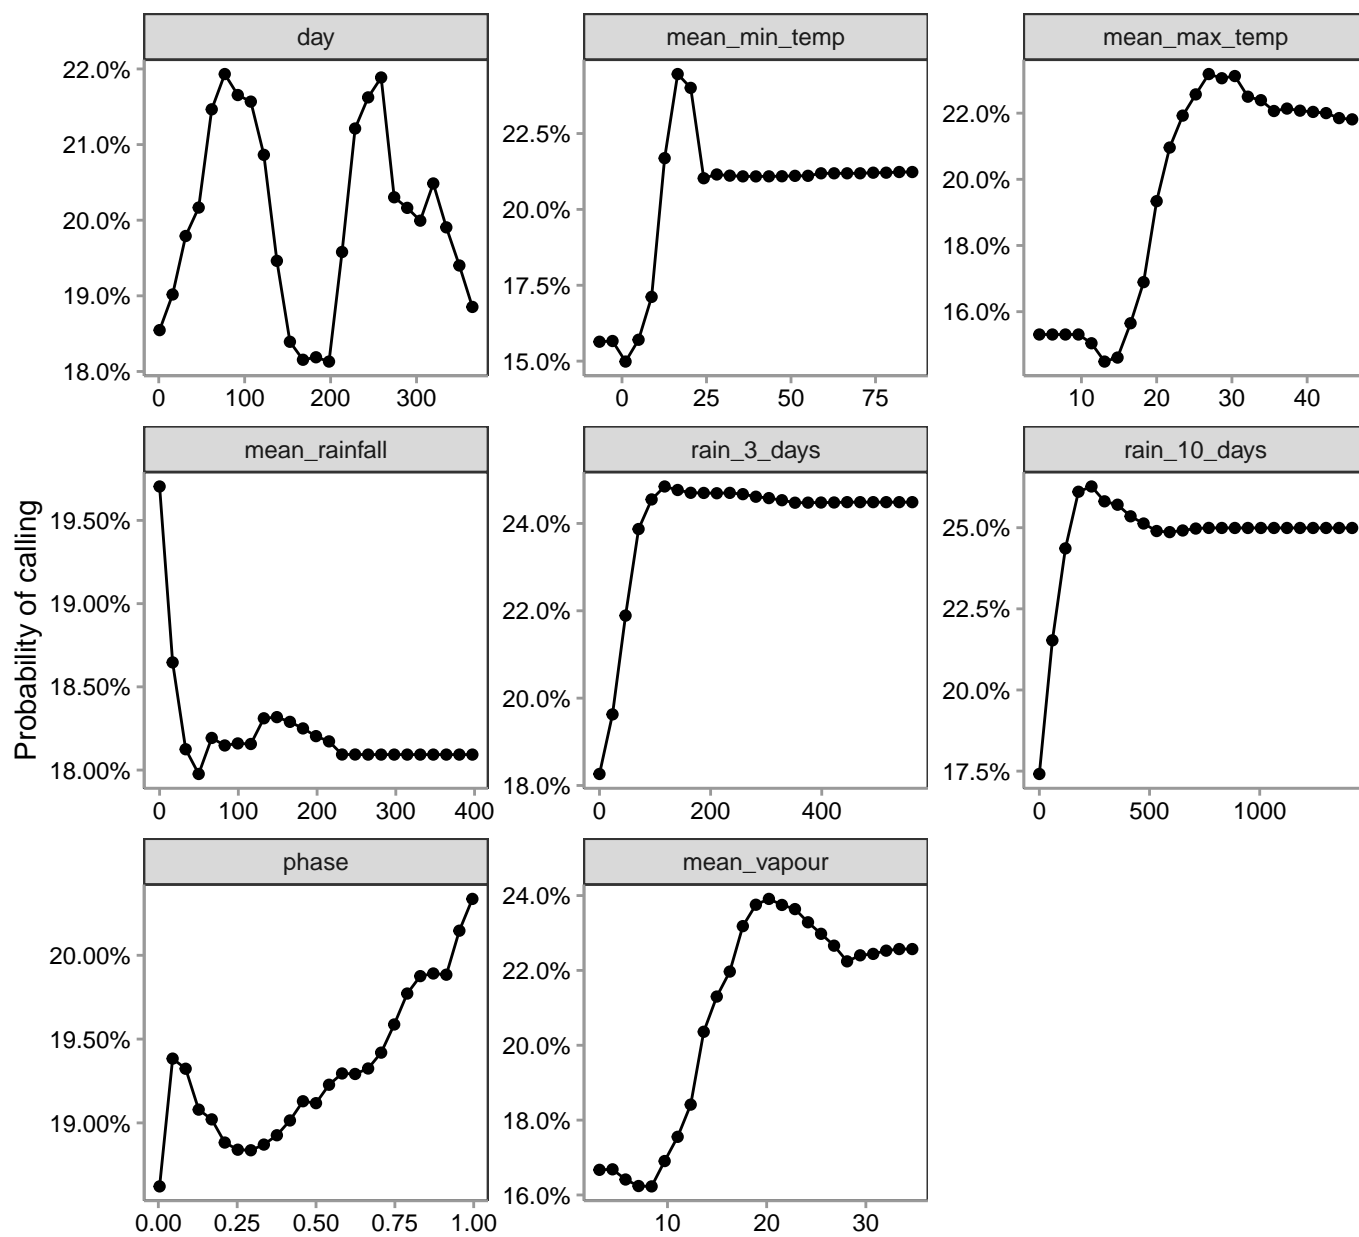 day
mean_min_temp
mean_max_temp
22.0%
21.0%
20.0%
19.0%
18.0%
0 100 200 300
22.5%
20.0%
17.5%
15.0%
0 25 50 75
22.0%
20.0%
18.0%
16.0%
10 20 30 40
Probability of calling
mean_rainfall
rain_3_days
rain_10_days
19.50%
19.00%
18.50%
18.00%
0 100 200 300 400
24.0%
22.0%
20.0%
18.0%
0 200 400
25.0%
22.5%
20.0%
17.5%
0 500 1000
phase
mean_vapour
20.00%
19.50%
19.00%
0.00 0.25 0.50 0.75 1.00
24.0%
22.0%
20.0%
18.0%
16.0%
10 20 30